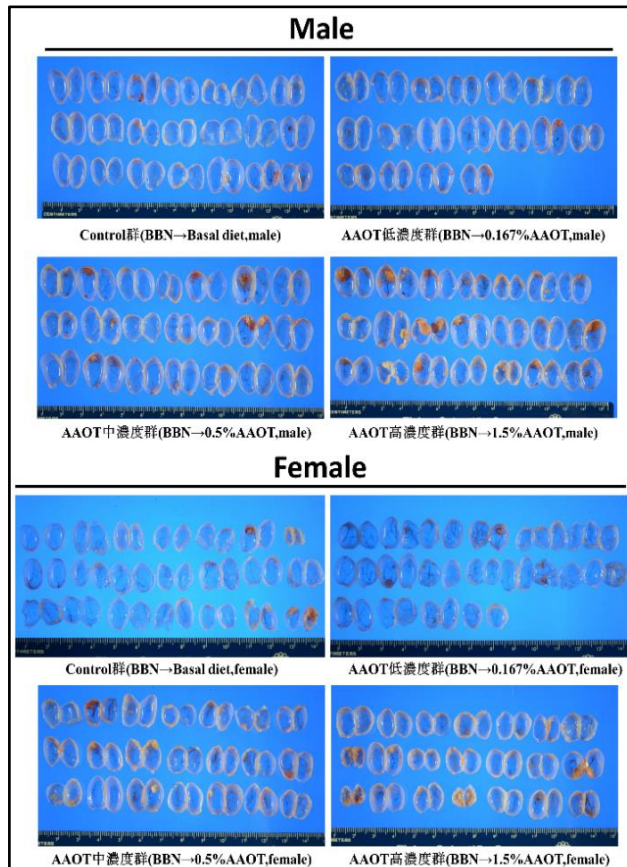 Male
Control群(BBN→Basal diet,male)
AAOT低濃度群(BBN→0.167%AAOT,male)
AAOT中濃度群(BBN→0.5%AAOT,male)
AAOT高濃度群(BBN→1.5%AAOT,male)
Female
Control群(BBN→Basal diet,female)
AAOT低濃度群(BBN→0.167%AAOT,female)
AAOT中濃度群(BBN→0.5%AAOT,female)
AAOT高濃度群(BBN→1.5%AAOT,female)